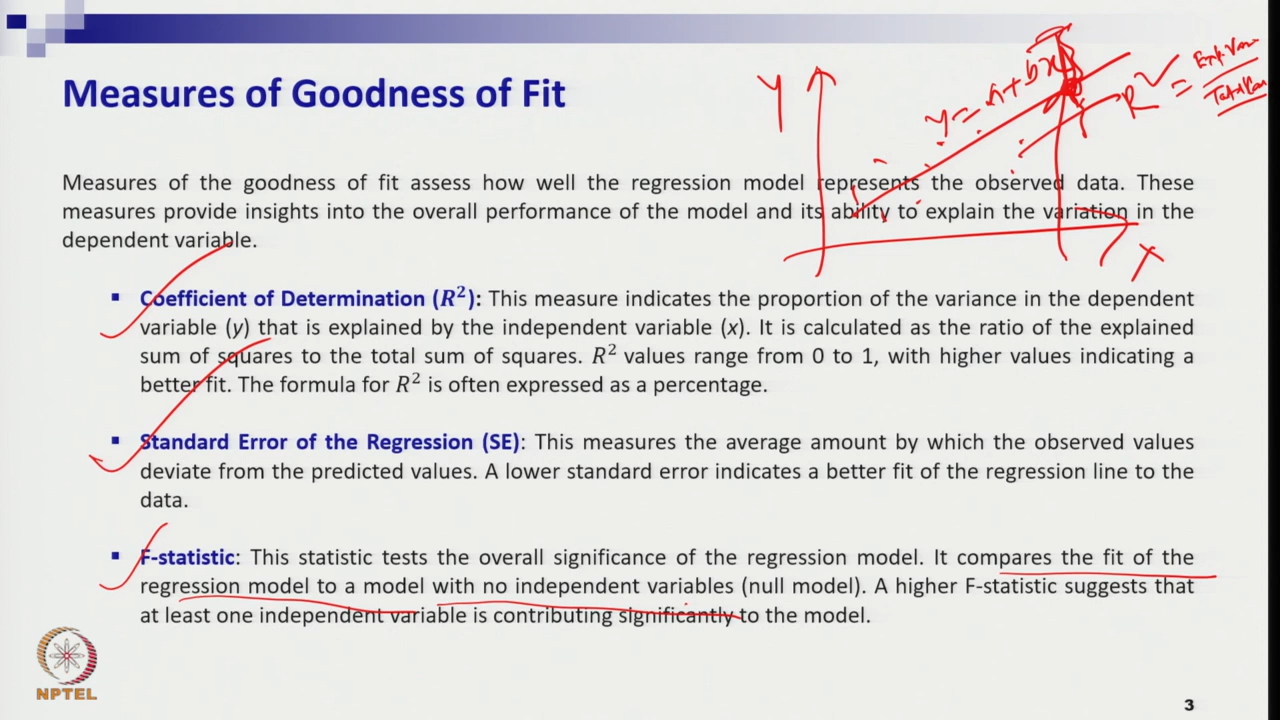 Measures of Goodness of Fit
Y
y = a + bx
R² = Exp. Var
Tot. Var
X
Measures of the goodness of fit assess how well the regression model represents the observed data. These
measures provide insights into the overall performance of the model and its ability to explain the variation in the
dependent variable.
▪ Coefficient of Determination (R²): This measure indicates the proportion of the variance in the dependent
variable (y) that is explained by the independent variable (x). It is calculated as the ratio of the explained
sum of squares to the total sum of squares. R² values range from 0 to 1, with higher values indicating a
better fit. The formula for R² is often expressed as a percentage.
▪ Standard Error of the Regression (SE): This measures the average amount by which the observed values
deviate from the predicted values. A lower standard error indicates a better fit of the regression line to the
data.
▪ F-statistic: This statistic tests the overall significance of the regression model. It compares the fit of the
regression model to a model with no independent variables (null model). A higher F-statistic suggests that
at least one independent variable is contributing significantly to the model.
NPTEL
3